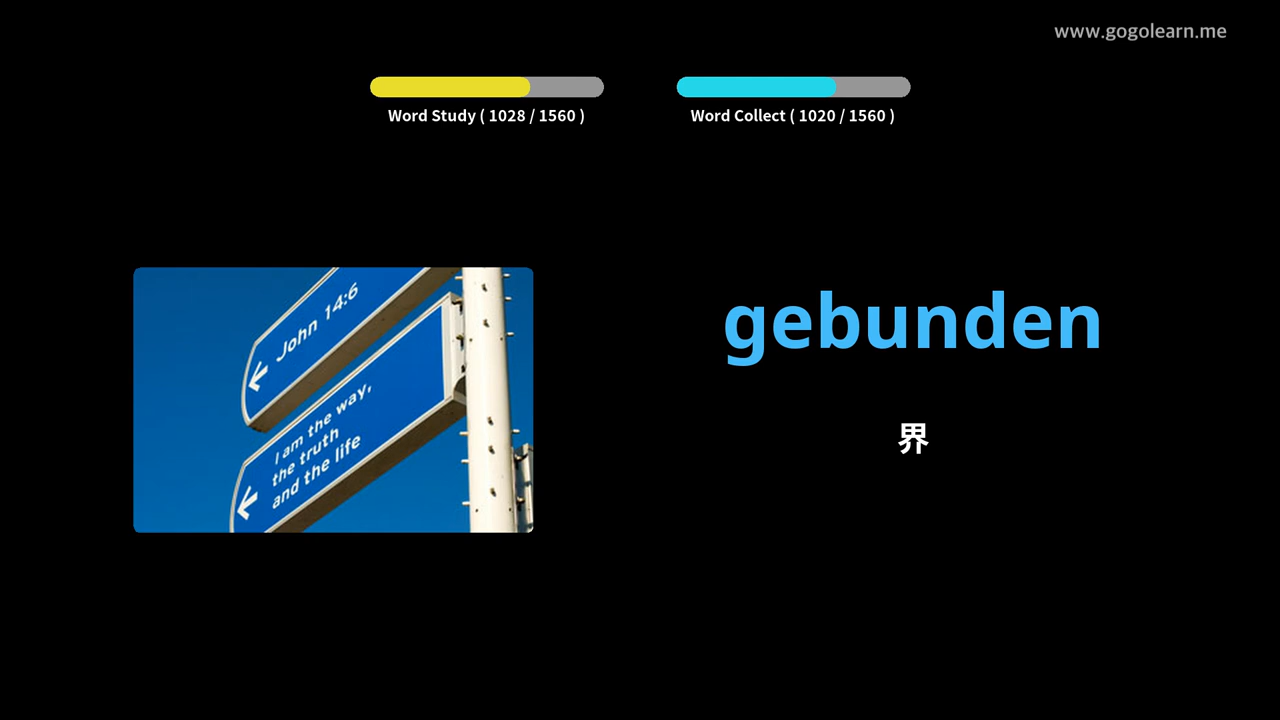 www.gogolearn.me
Word Study ( 1028 / 1560 )
Word Collect ( 1020 / 1560 )
John 14:6
I am the way,
the truth
and the life
gebunden
界